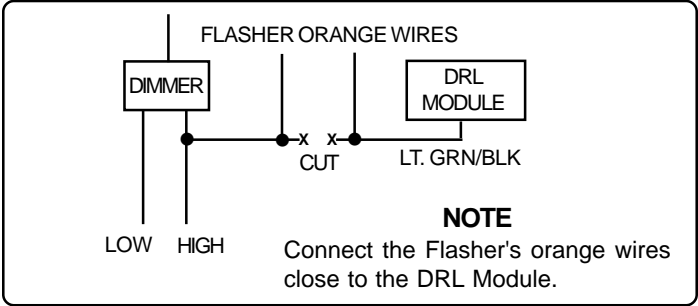 FLASHER ORANGE WIRES
DIMMER
DRL
MODULE
X X
CUT
LT. GRN/BLK
LOW HIGH
NOTE
Connect the Flasher's orange wires
close to the DRL Module.